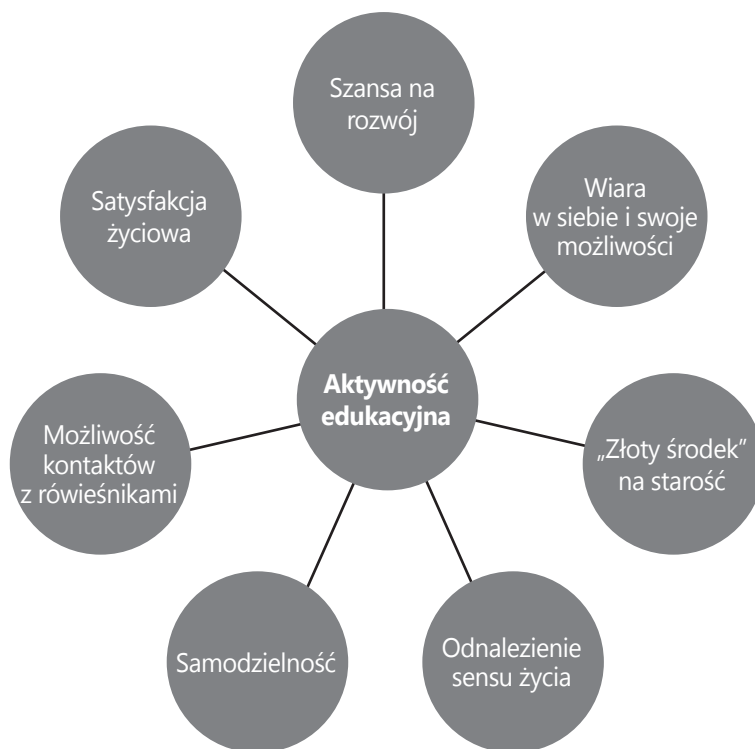 Szansa na
rozwój
Wiara
w siebie i swoje
możliwości
„Złoty środek”
na starość
Odnalezienie
sensu życia
Samodzielność
Możliwość
kontaktów
z rówieśnikami
Satysfakcja
życiowa
Aktywność
edukacyjna